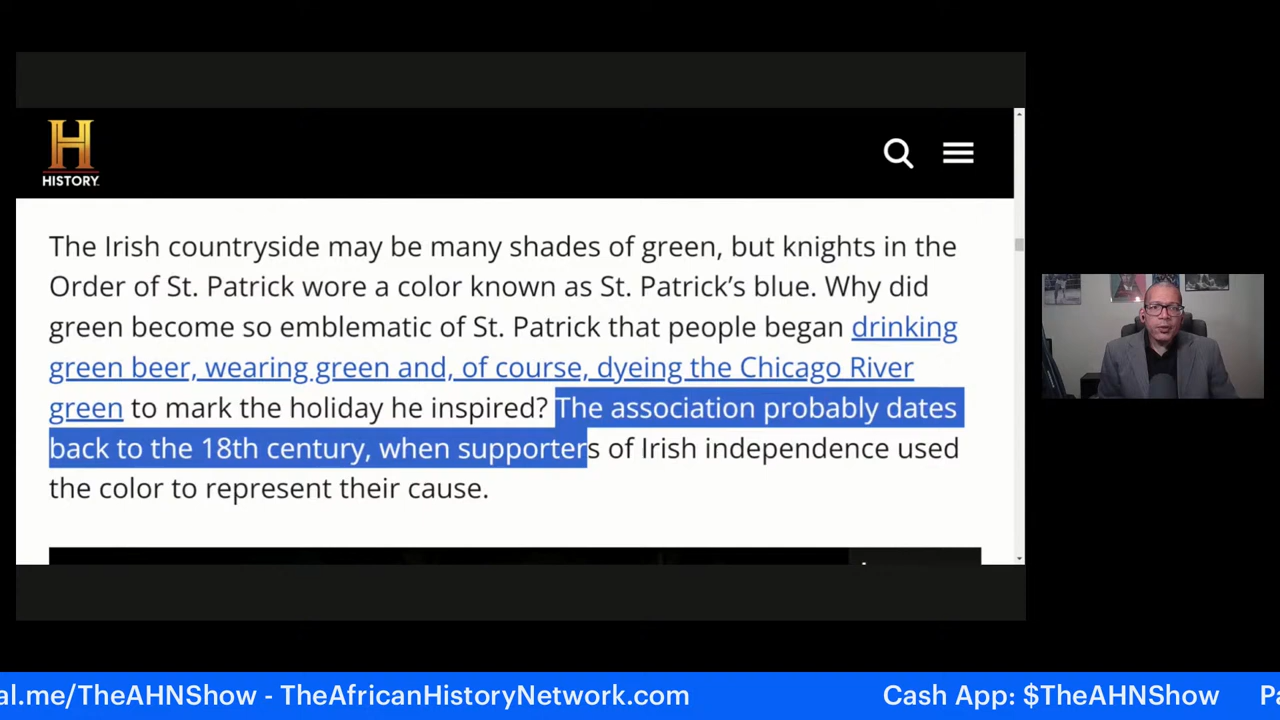 H
HISTORY
The Irish countryside may be many shades of green, but knights in the
Order of St. Patrick wore a color known as St. Patrick's blue. Why did
green become so emblematic of St. Patrick that people began drinking
green beer, wearing green and, of course, dyeing the Chicago River
green to mark the holiday he inspired? The association probably dates
back to the 18th century, when supporters of Irish independence used
the color to represent their cause.
al.me/TheAHNShow - TheAfricanHistoryNetwork.com Cash App: $TheAHNShow Pa